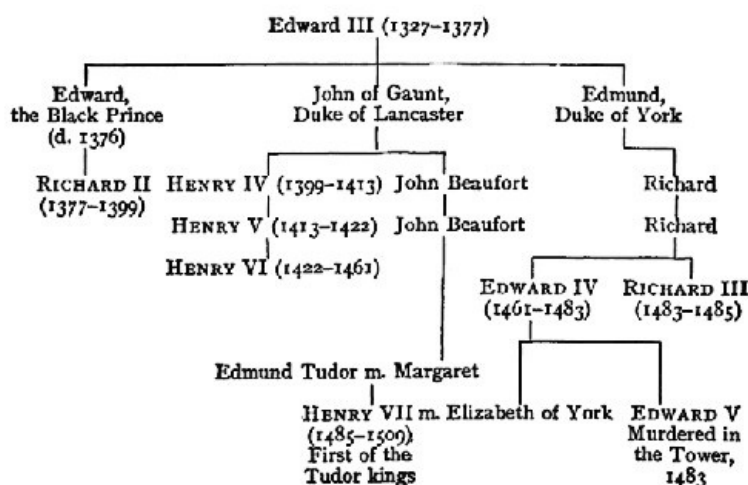 Edward III (1327–1377)
Edward,
the Black Prince
(d. 1376)
John of Gaunt,
Duke of Lancaster
Edmund,
Duke of York
RICHARD II
(1377–1399)
HENRY IV (1399–1413)
John Beaufort
Richard
HENRY V (1413–1422)
John Beaufort
Richard
HENRY VI (1422–1461)
EDWARD IV
(1461–1483)
RICHARD III
(1483–1485)
Edmund Tudor m. Margaret
HENRY VII m. Elizabeth of York
(1485–1509)
First of the
Tudor kings
EDWARD V
Murdered in
the Tower,
1483